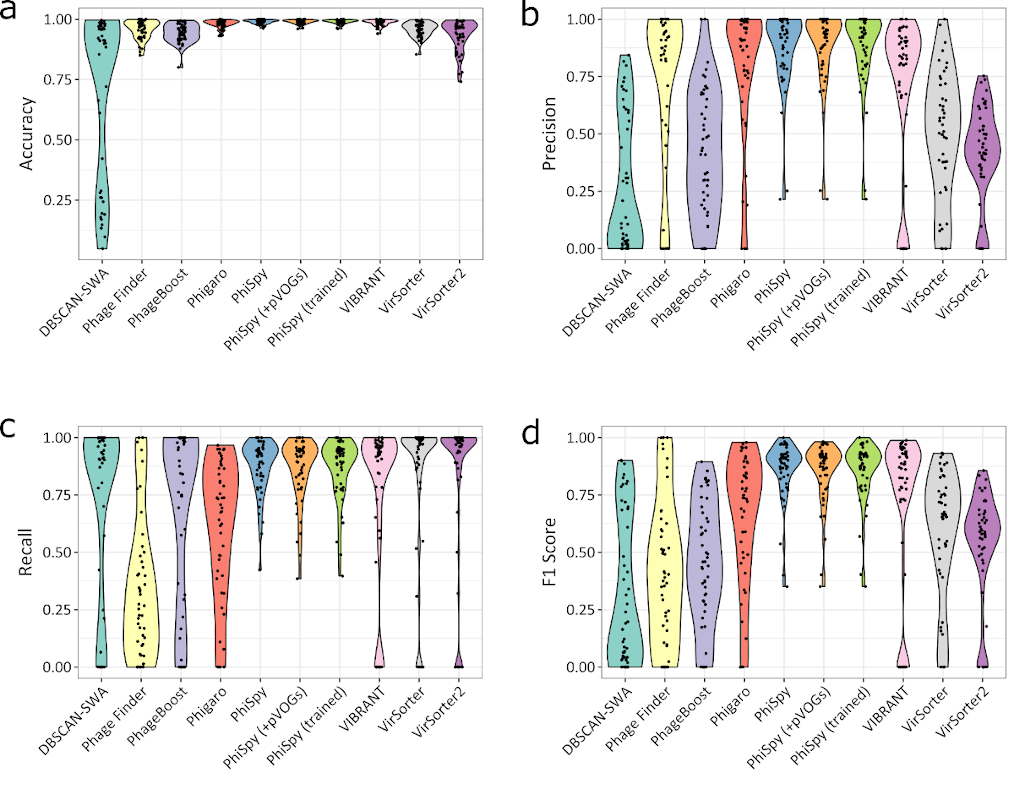 a
Accuracy
1.00
0.75
0.50
0.25
DBSCAN-SWA
Phage Finder
PhageBoost
Phigaro
PhiSpy
PhiSpy (+pVOGs)
PhiSpy (trained)
VIBRANT
VirSorter
VirSorter2
b
Precision
1.00
0.75
0.50
0.25
0.00
DBSCAN-SWA
Phage Finder
PhageBoost
Phigaro
PhiSpy
PhiSpy (+pVOGs)
PhiSpy (trained)
VIBRANT
VirSorter
VirSorter2
c
Recall
1.00
0.75
0.50
0.25
0.00
DBSCAN-SWA
Phage Finder
PhageBoost
Phigaro
PhiSpy
PhiSpy (+pVOGs)
PhiSpy (trained)
VIBRANT
VirSorter
VirSorter2
d
F1 Score
1.00
0.75
0.50
0.25
0.00
DBSCAN-SWA
Phage Finder
PhageBoost
Phigaro
PhiSpy
PhiSpy (+pVOGs)
PhiSpy (trained)
VIBRANT
VirSorter
VirSorter2